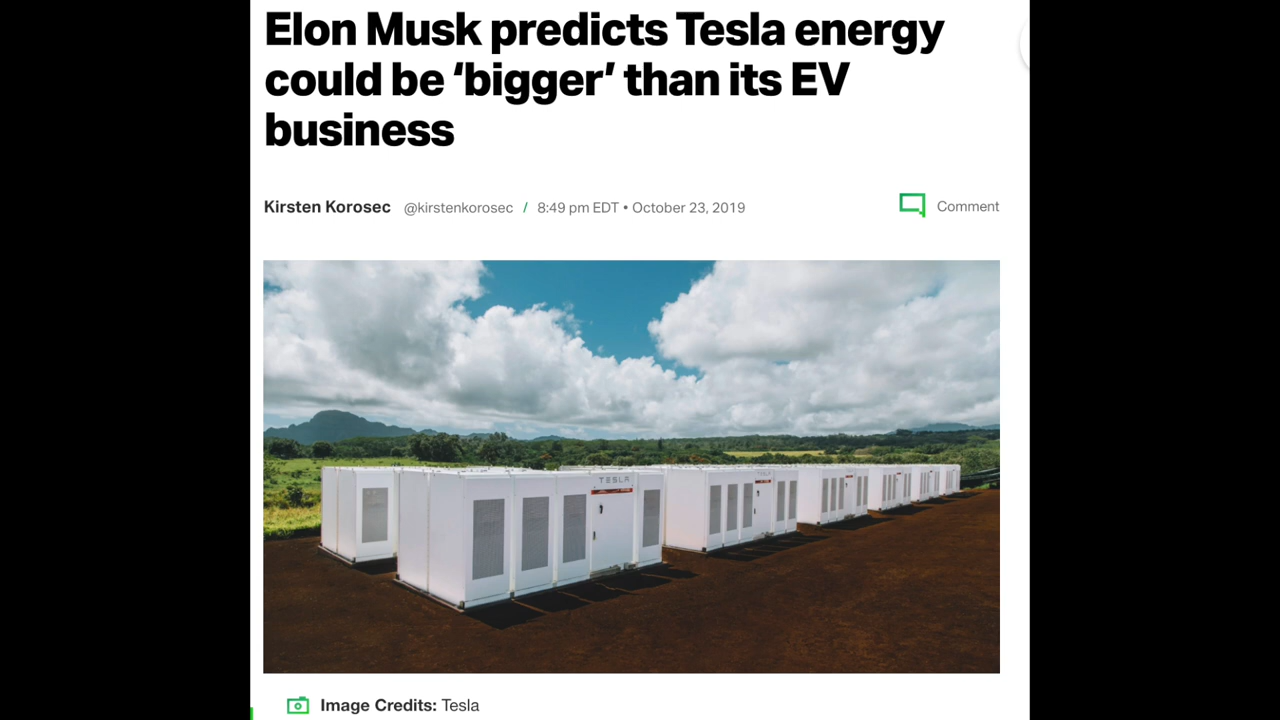 Elon Musk predicts Tesla energy
could be ‘bigger’ than its EV
business
Kirsten Korosec @kirstenkorosec / 8:49 pm EDT • October 23, 2019
Comment
TESLA
Image Credits: Tesla